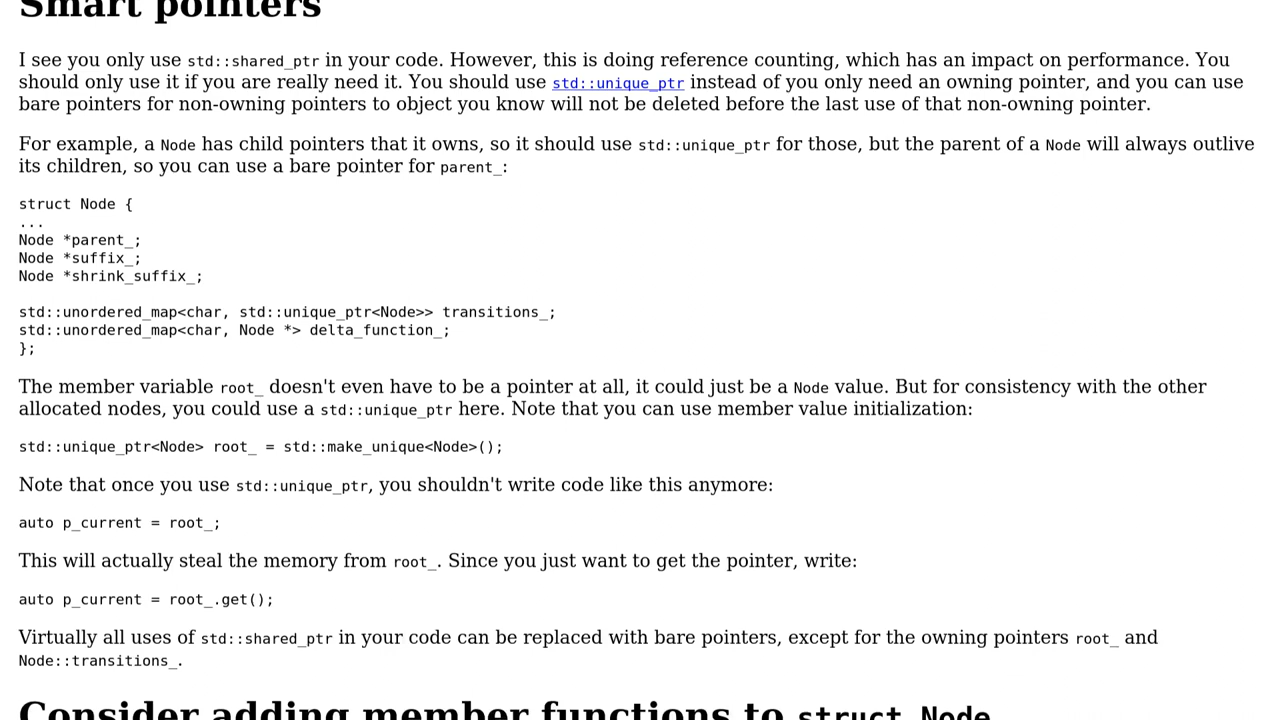 Smart pointers
I see you only use std::shared_ptr in your code. However, this is doing reference counting, which has an impact on performance. You
should only use it if you are really need it. You should use std::unique_ptr instead of you only need an owning pointer, and you can use
bare pointers for non-owning pointers to object you know will not be deleted before the last use of that non-owning pointer.
For example, a Node has child pointers that it owns, so it should use std::unique_ptr for those, but the parent of a Node will always outlive
its children, so you can use a bare pointer for parent_:
struct Node {
...
Node *parent_;
Node *suffix_;
Node *shrink_suffix_;
std::unordered_map<char, std::unique_ptr<Node>> transitions_;
std::unordered_map<char, Node *> delta_function_;
};
The member variable root_ doesn't even have to be a pointer at all, it could just be a Node value. But for consistency with the other
allocated nodes, you could use a std::unique_ptr here. Note that you can use member value initialization:
std::unique_ptr<Node> root_ = std::make_unique<Node>();
Note that once you use std::unique_ptr, you shouldn't write code like this anymore:
auto p_current = root_;
This will actually steal the memory from root_. Since you just want to get the pointer, write:
auto p_current = root_.get();
Virtually all uses of std::shared_ptr in your code can be replaced with bare pointers, except for the owning pointers root_ and
Node::transitions_.
Consider adding member functions to struct Node